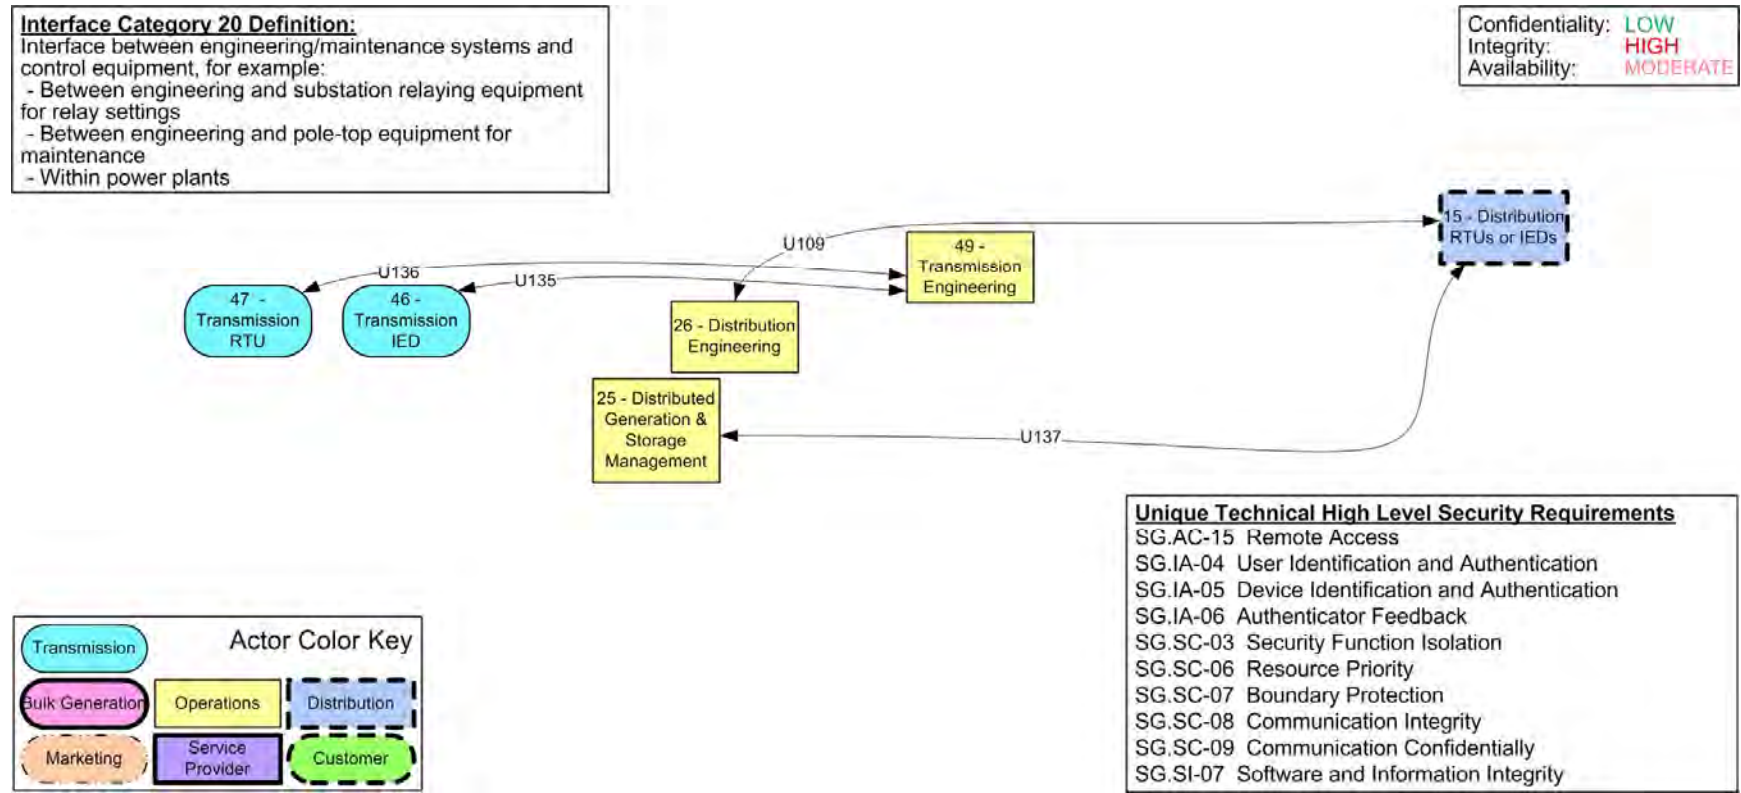 Interface Category 20 Definition:
Interface between engineering/maintenance systems and
control equipment, for example:
- Between engineering and substation relaying equipment
for relay settings
- Between engineering and pole-top equipment for
maintenance
- Within power plants
Confidentiality: LOW
Integrity: HIGH
Availability: MODERATE
15 - Distribution
RTUs or IEDs
U109
49 -
Transmission
Engineering
U136
U135
47 -
Transmission
RTU
46 -
Transmission
IED
26 - Distribution
Engineering
25 - Distributed
Generation &
Storage
Management
U137
Unique Technical High Level Security Requirements
SG.AC-15 Remote Access
SG.IA-04 User Identification and Authentication
SG.IA-05 Device Identification and Authentication
SG.IA-06 Authenticator Feedback
SG.SC-03 Security Function Isolation
SG.SC-06 Resource Priority
SG.SC-07 Boundary Protection
SG.SC-08 Communication Integrity
SG.SC-09 Communication Confidentially
SG.SI-07 Software and Information Integrity
Actor Color Key
Transmission
Bulk Generation
Operations
Distribution
Marketing
Service
Provider
Customer